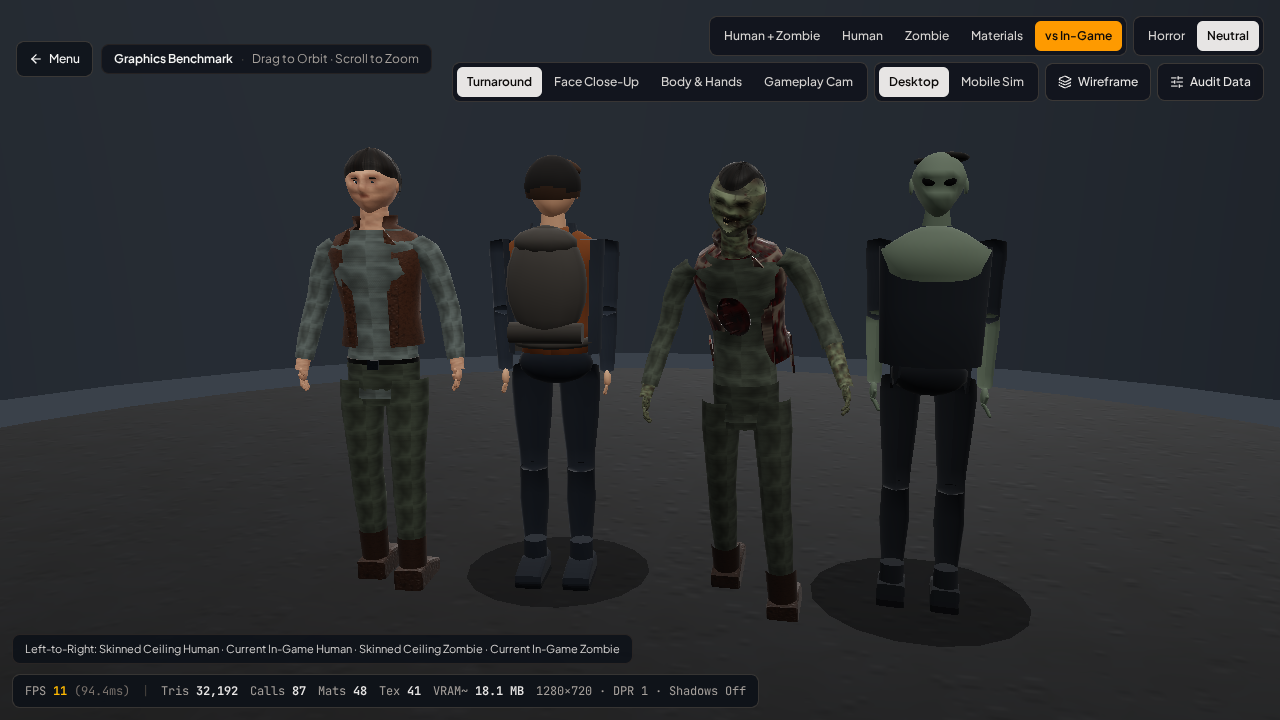 Human + Zombie Human Zombie Materials vs In-Game Horror Neutral
Menu Graphics Benchmark · Drag to Orbit · Scroll to Zoom
Turnaround Face Close-Up Body & Hands Gameplay Cam Desktop Mobile Sim Wireframe Audit Data
Left-to-Right: Skinned Ceiling Human · Current In-Game Human · Skinned Ceiling Zombie · Current In-Game Zombie
FPS 11 (94.4ms) | Tris 32,192 Calls 87 Mats 48 Tex 41 VRAM~ 18.1 MB 1280×720 · DPR 1 · Shadows Off